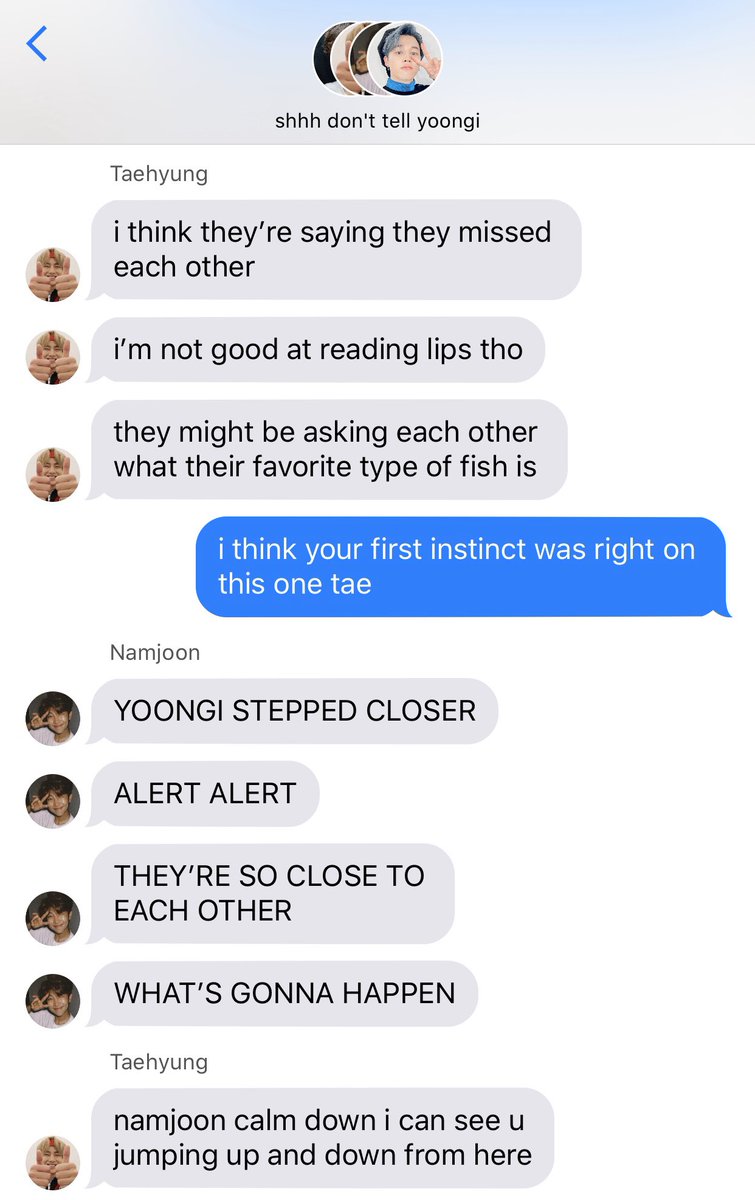 shhh don't tell yoongi
Taehyung
i think they’re saying they missed
each other
i’m not good at reading lips tho
they might be asking each other
what their favorite type of fish is
i think your first instinct was right on
this one tae
Namjoon
YOONGI STEPPED CLOSER
ALERT ALERT
THEY’RE SO CLOSE TO
EACH OTHER
WHAT’S GONNA HAPPEN
Taehyung
namjoon calm down i can see u
jumping up and down from here